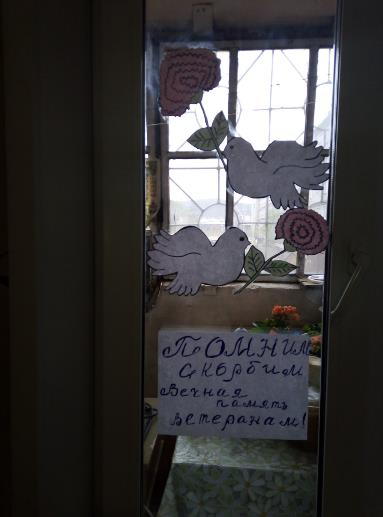 Помним
Скорбим
Вечная
память
ветеранам!